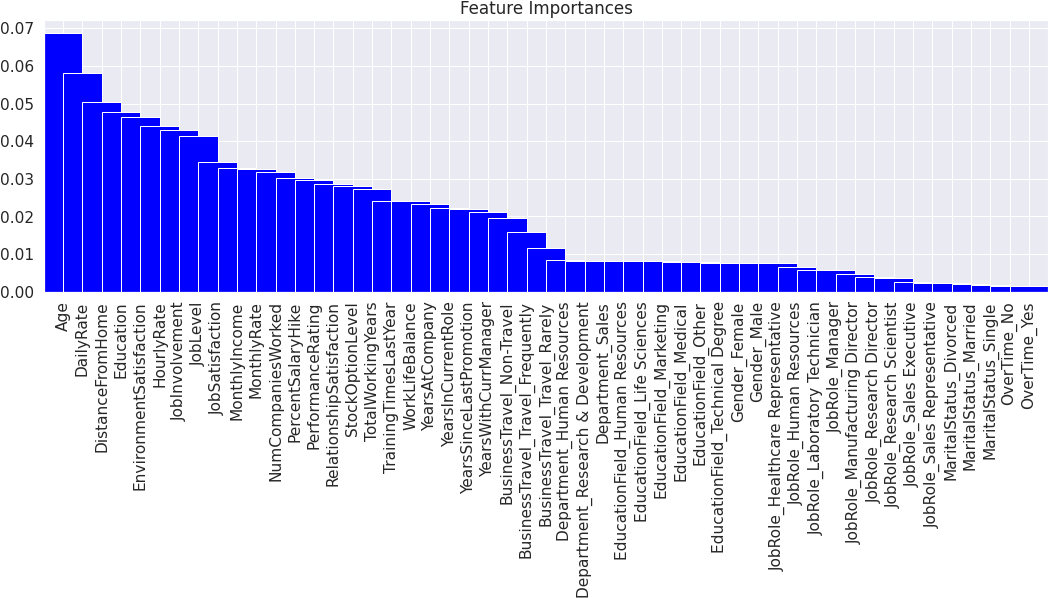 Feature Importances
0.07
0.06
0.05
0.04
0.03
0.02
0.01
0.00
Age
DailyRate
DistanceFromHome
Education
EnvironmentSatisfaction
HourlyRate
JobInvolvement
JobLevel
JobSatisfaction
MonthlyIncome
MonthlyRate
NumCompaniesWorked
PercentSalaryHike
PerformanceRating
RelationshipSatisfaction
StockOptionLevel
TotalWorkingYears
TrainingTimesLastYear
WorkLifeBalance
YearsAtCompany
YearsInCurrentRole
YearsSinceLastPromotion
YearsWithCurrManager
BusinessTravel_Non-Travel
BusinessTravel_Travel_Frequently
BusinessTravel_Travel_Rarely
Department_Human Resources
Department_Research & Development
Department_Sales
EducationField_Human Resources
EducationField_Life Sciences
EducationField_Marketing
EducationField_Medical
EducationField_Other
EducationField_Technical Degree
Gender_Female
Gender_Male
JobRole_Healthcare Representative
JobRole_Human Resources
JobRole_Laboratory Technician
JobRole_Manager
JobRole_Manufacturing Director
JobRole_Research Director
JobRole_Research Scientist
JobRole_Sales Executive
JobRole_Sales Representative
MaritalStatus_Divorced
MaritalStatus_Married
MaritalStatus_Single
OverTime_No
OverTime_Yes